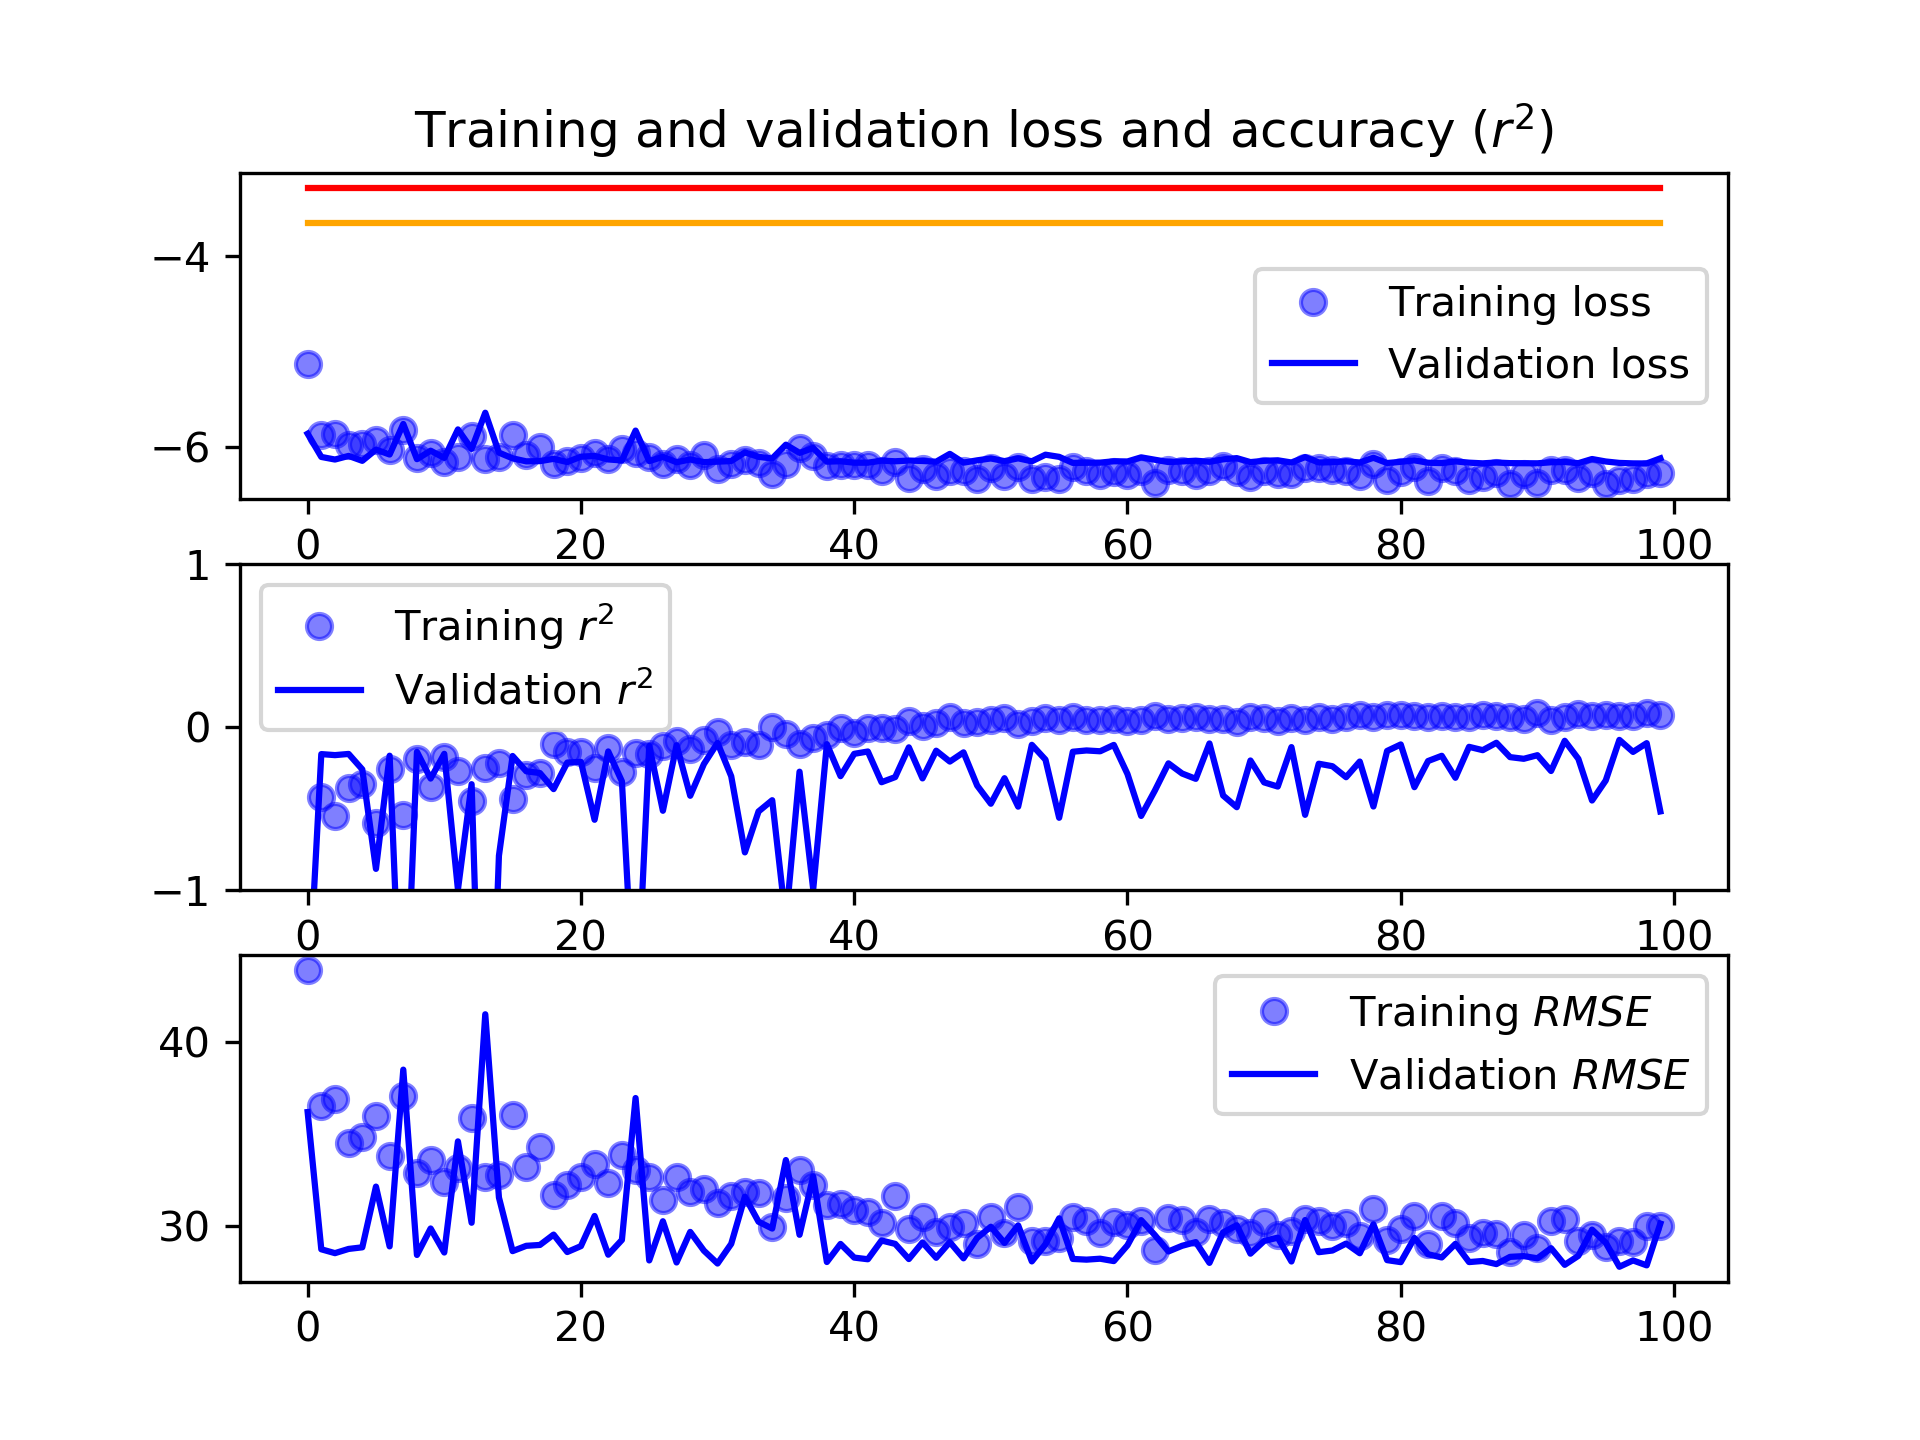 Training and validation loss and accuracy (r²)
−4
−6
Training loss
Validation loss
0 20 40 60 80 100
1
0
−1
Training r²
Validation r²
0 20 40 60 80 100
40
30
Training RMSE
Validation RMSE
0 20 40 60 80 100